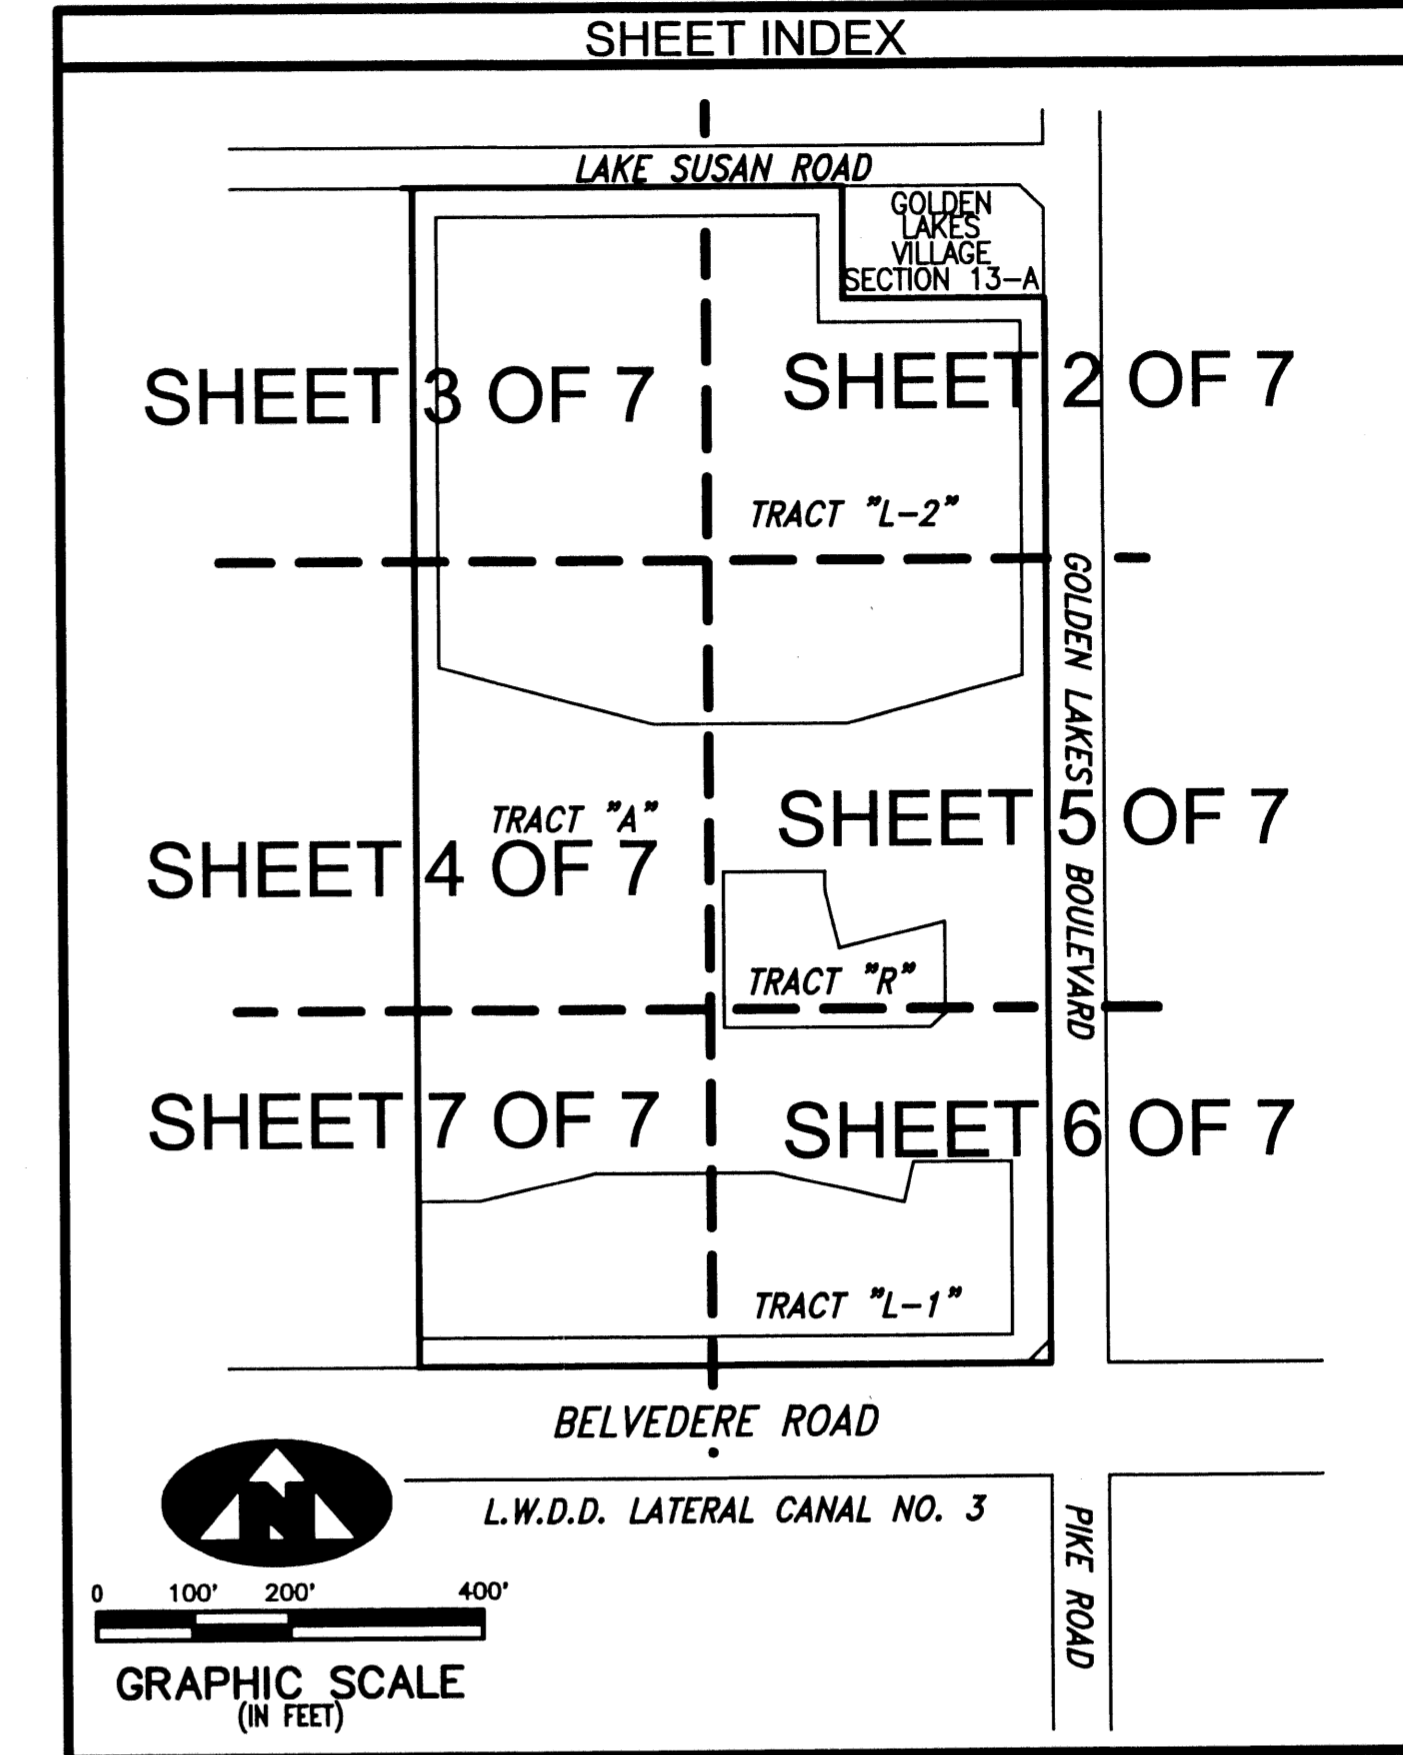 SHEET INDEX
LAKE SUSAN ROAD
GOLDEN
LAKES
VILLAGE
SECTION 13-A
SHEET 3 OF 7
SHEET 2 OF 7
TRACT "L-2"
GOLDEN LAKES BOULEVARD
TRACT "A"
SHEET 4 OF 7
SHEET 5 OF 7
TRACT "R"
SHEET 7 OF 7
SHEET 6 OF 7
TRACT "L-1"
BELVEDERE ROAD
L.W.D.D. LATERAL CANAL NO. 3
PIKE ROAD
N
0 100' 200' 400'
GRAPHIC SCALE
(IN FEET)